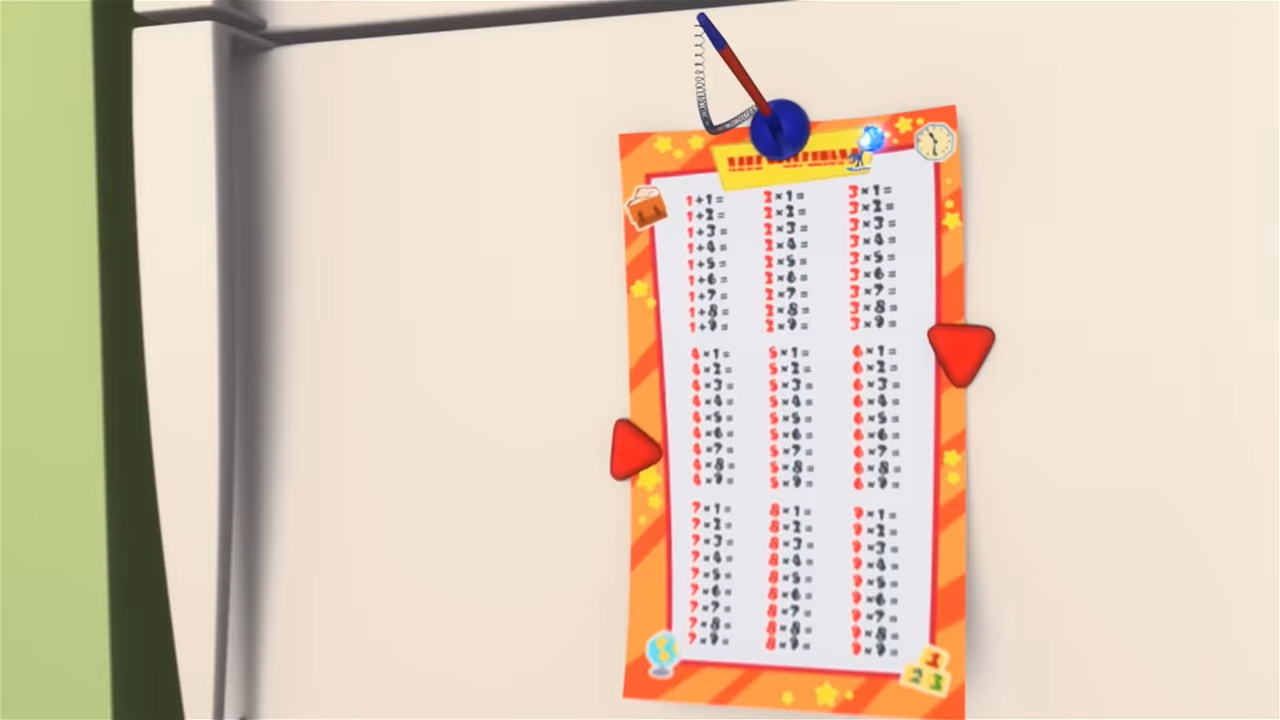 1+1= 2×1= 3×1=
1+2= 2×2= 3×2=
1+3= 2×3= 3×3=
1+4= 2×4= 3×4=
1+5= 2×5= 3×5=
1+6= 2×6= 3×6=
1+7= 2×7= 3×7=
1+8= 2×8= 3×8=
1+9= 2×9= 3×9=
4×1= 5×1= 6×1=
4×2= 5×2= 6×2=
4×3= 5×3= 6×3=
4×4= 5×4= 6×4=
4×5= 5×5= 6×5=
4×6= 5×6= 6×6=
4×7= 5×7= 6×7=
4×8= 5×8= 6×8=
4×9= 5×9= 6×9=
7×1= 8×1= 9×1=
7×2= 8×2= 9×2=
7×3= 8×3= 9×3=
7×4= 8×4= 9×4=
7×5= 8×5= 9×5=
7×6= 8×6= 9×6=
7×7= 8×7= 9×7=
7×8= 8×8= 9×8=
7×9= 8×9= 9×9=
3
2 3